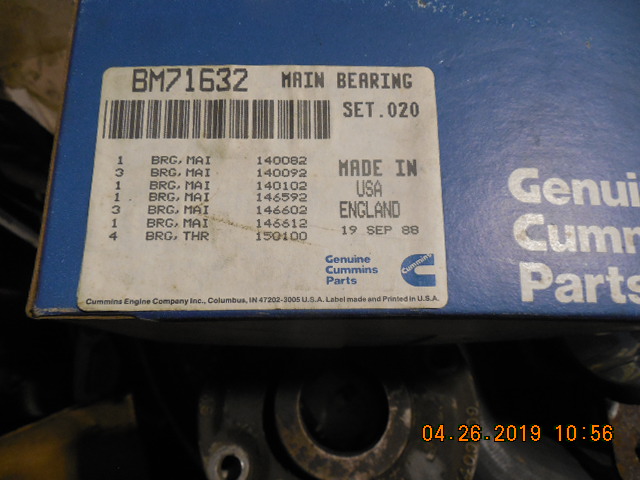 BM71632 MAIN BEARING
SET.020
1 BRG,MAI 140082
3 BRG,MAI 140092
1 BRG,MAI 140102
1 BRG,MAI 146592
3 BRG,MAI 146602
1 BRG,MAI 146612
4 BRG,THR 150100
MADE IN
USA
ENGLAND
19 SEP 88
Genuine
Cummins
Parts
Cummins
Cummins Engine Company Inc., Columbus, IN 47202-3005 U.S.A. Label made and Printed in U.S.A.
Genui
Cumm
Parts
04.26.2019 10:56